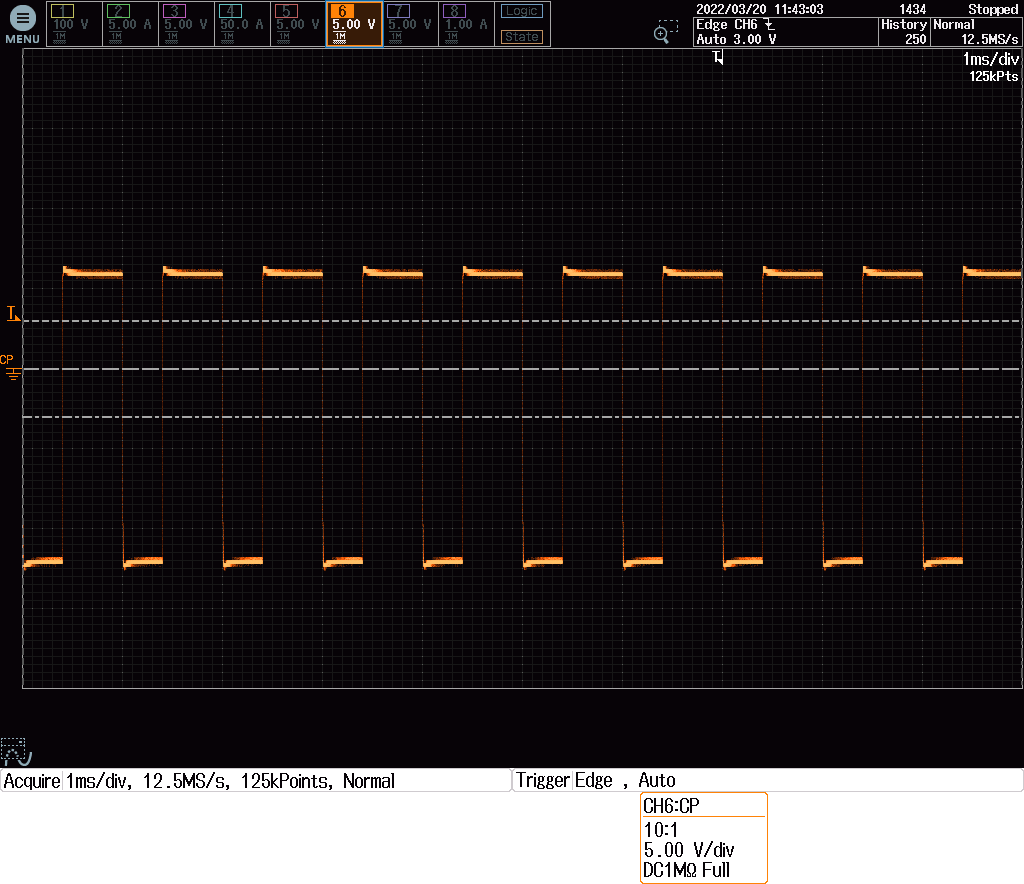 MENU
1
100 V
1M
2
5.00 A
1M
3
5.00 V
1M
4
50.0 A
1M
5
5.00 V
1M
6
5.00 V
1M
7
5.00 V
1M
8
1.00 A
1M
Logic
State
2022/03/20 11:43:03 1434 Stopped
Edge CH6
Auto 3.00 V
History
250
Normal
12.5MS/s
T
1ms/div
125kPts
T
CP
Acquire 1ms/div, 12.5MS/s, 125kPoints, Normal
Trigger Edge , Auto
CH6:CP
10:1
5.00 V/div
DC1MΩ Full